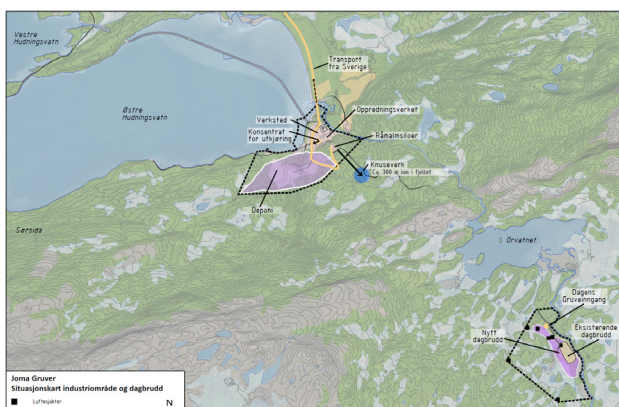 Vestre
Hudningsvatn
Transport
fra Sverige
Østre
Hudningsvatn
Verksted
Oppredningsverket
Konsentrat
for utkjøring
Råmalmsiloer
Knuseverk
Ca. 300 m inn i fjellet
Deponi
Sørsida
Orvatnet
Dagens
Gruveinngang
Eksisterende
dagbrudd
Nytt
dagbrudd
Joma Gruver
Situasjonskart industriområde og dagbrudd
Luftesjakter
N